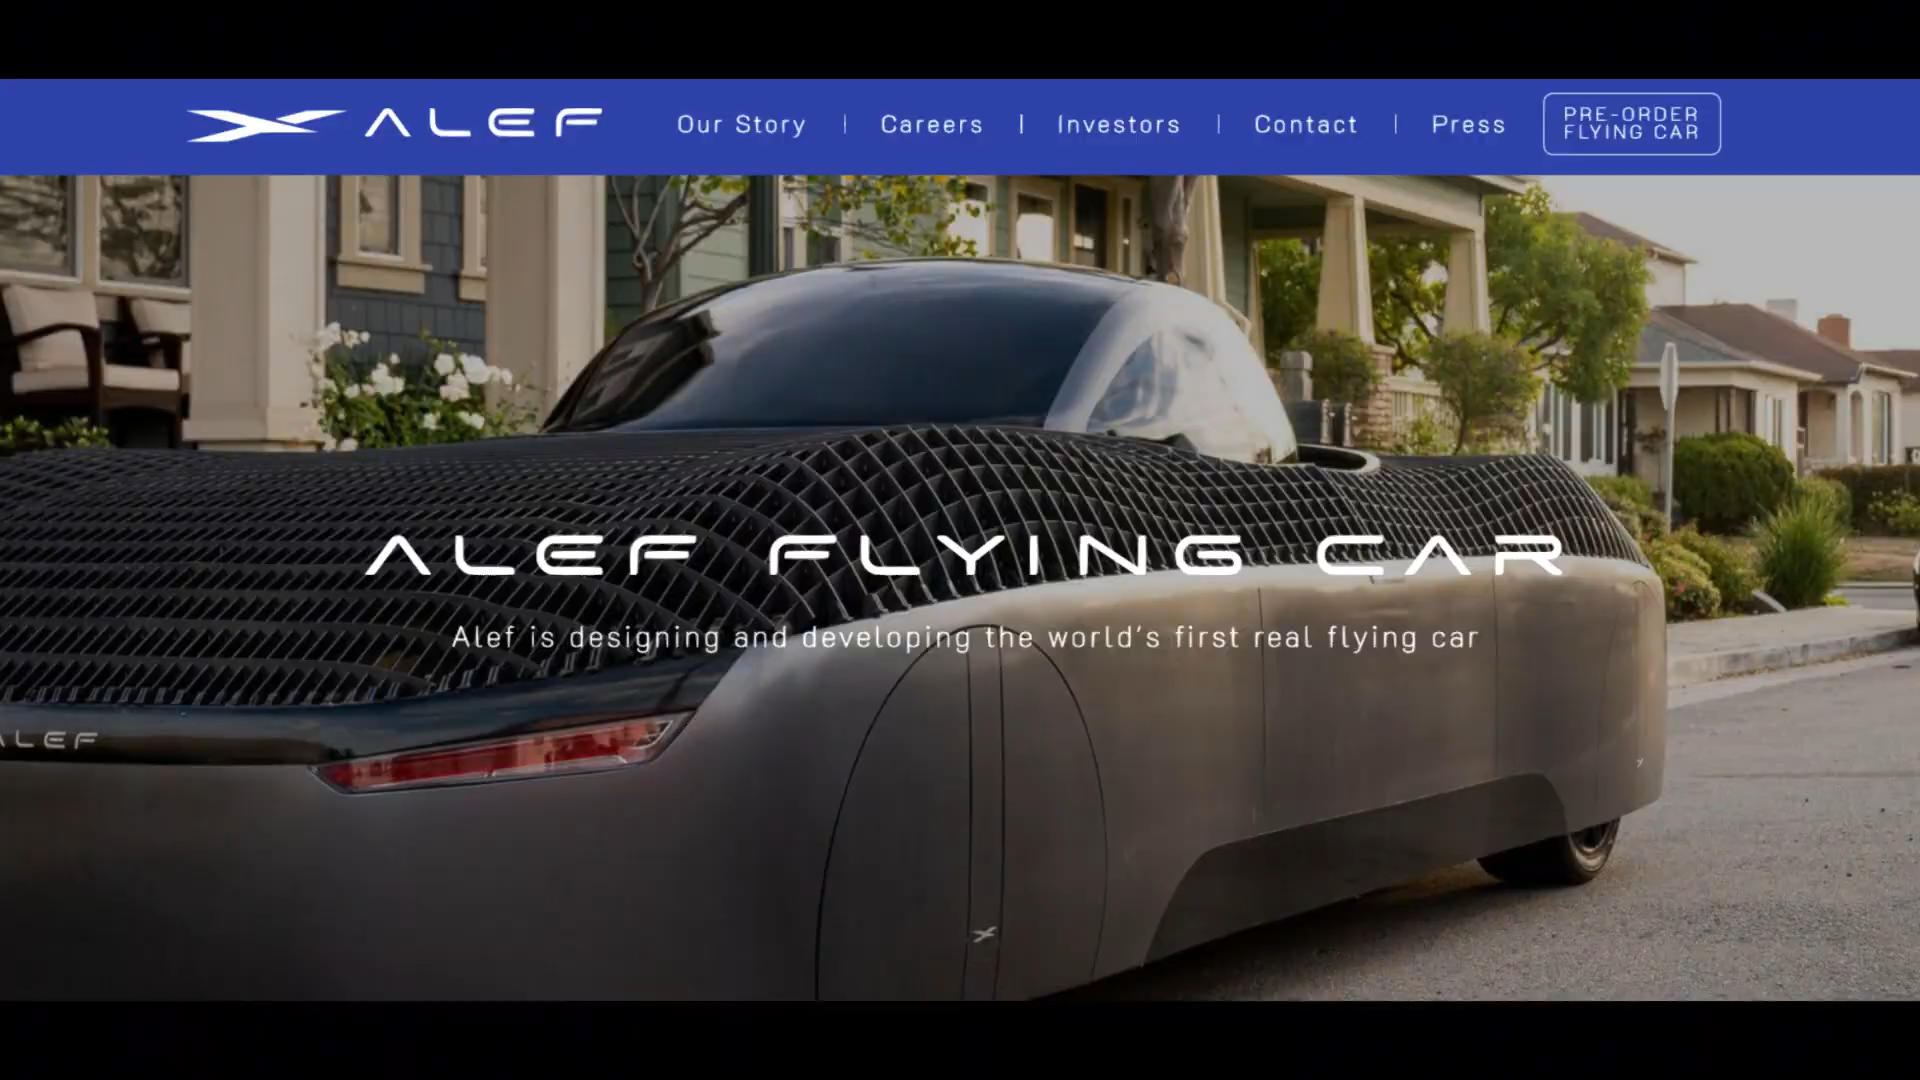 ALEF
Our Story | Careers | Investors | Contact | Press
PRE-ORDER
FLYING CAR
ALEF FLYING CAR
Alef is designing and developing the world's first real flying car
ALEF